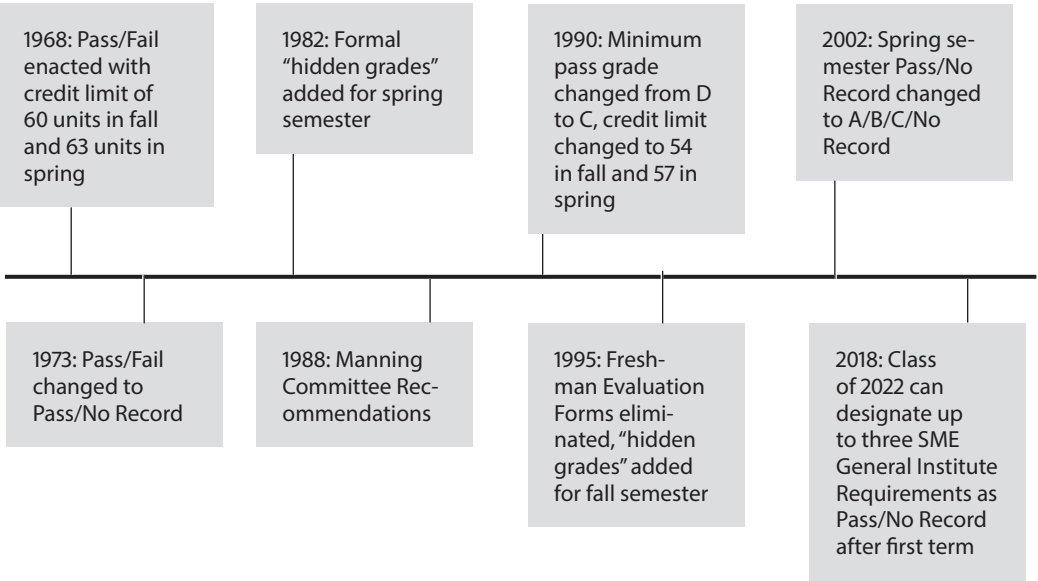 1968: Pass/Fail
enacted with
credit limit of
60 units in fall
and 63 units in
spring
1973: Pass/Fail
changed to
Pass/No Record
1982: Formal
“hidden grades”
added for spring
semester
1988: Manning
Committee Rec-
ommendations
1990: Minimum
pass grade
changed from D
to C, credit limit
changed to 54
in fall and 57 in
spring
1995: Fresh-
man Evaluation
Forms elimi-
nated, “hidden
grades” added
for fall semester
2002: Spring se-
mester Pass/No
Record changed
to A/B/C/No
Record
2018: Class
of 2022 can
designate up
to three SME
General Institute
Requirements as
Pass/No Record
after first term